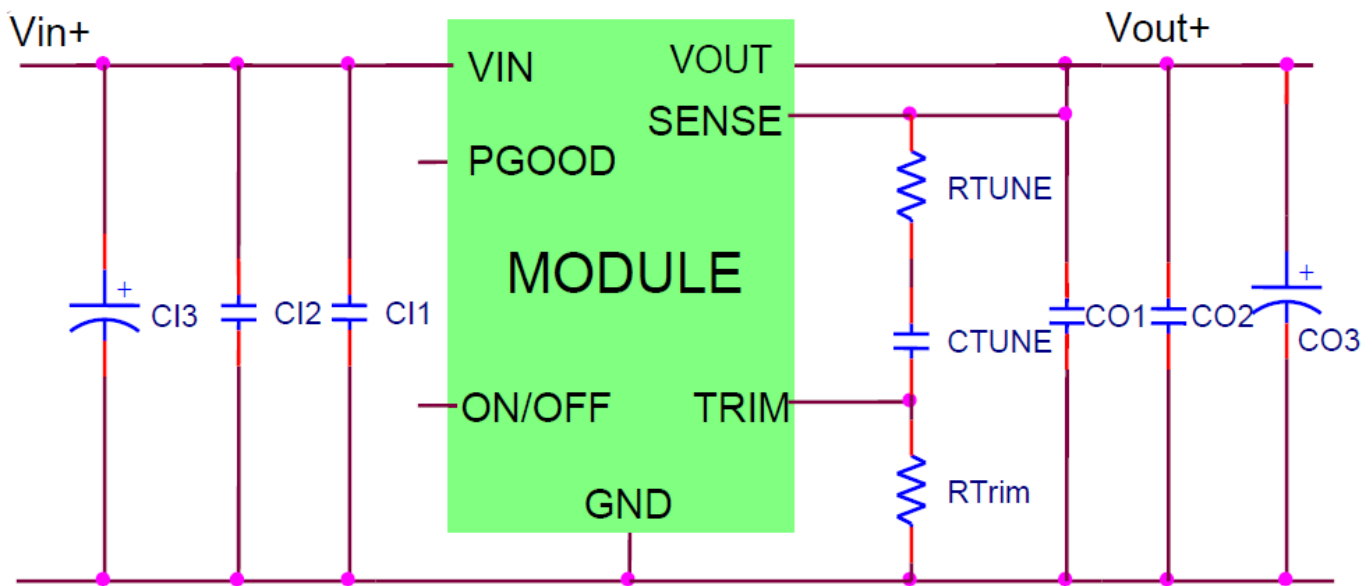 Vin+
Vout+
VIN
VOUT
SENSE
PGOOD
RTUNE
MODULE
+
CI3
CI2
CI1
CTUNE
CO1
CO2
+
CO3
ON/OFF
TRIM
RTrim
GND